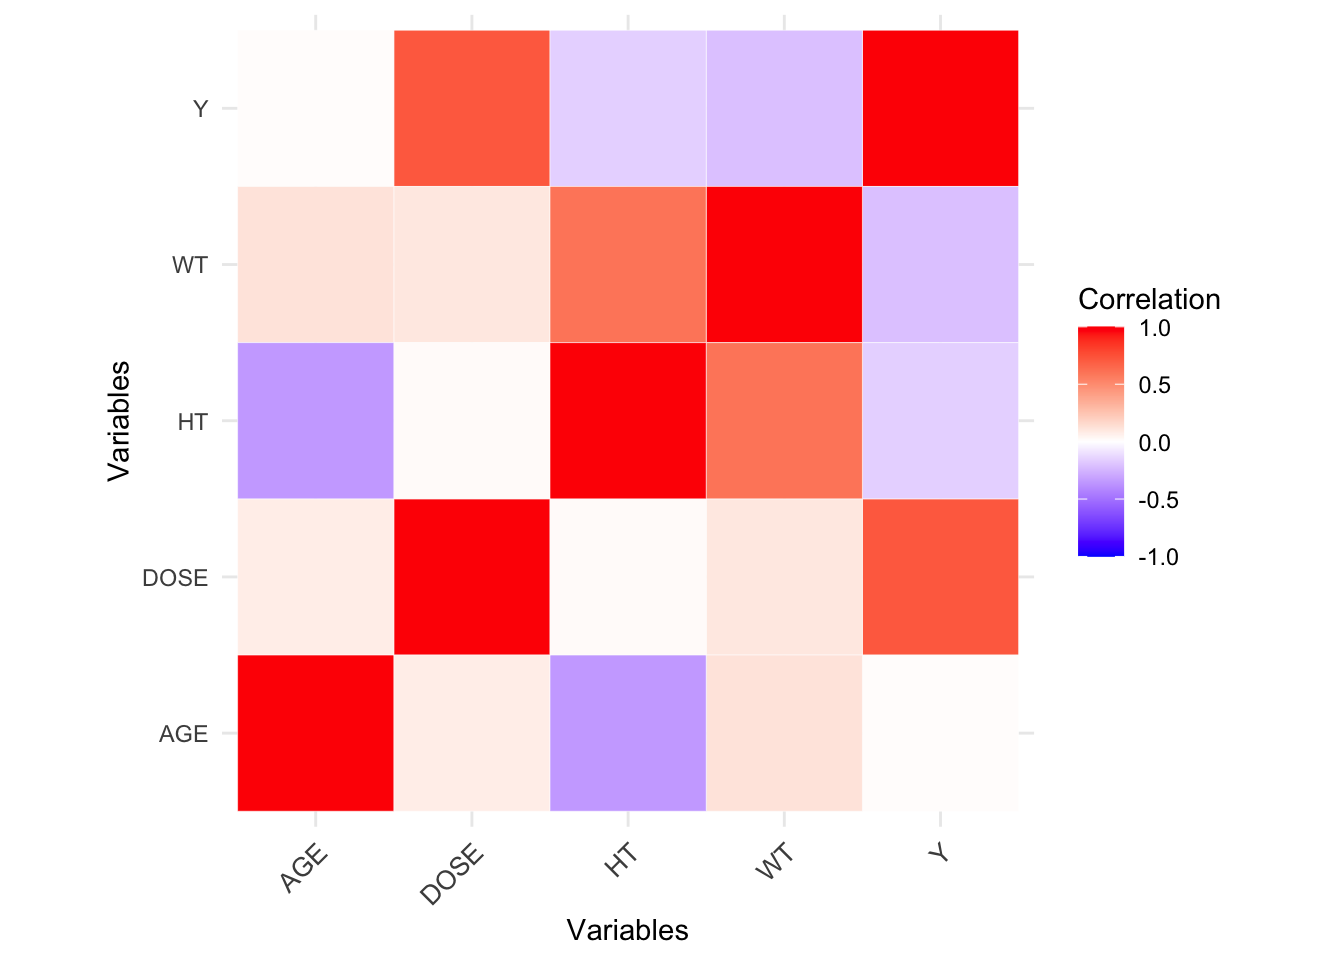 Y
WT
HT
DOSE
AGE
Variables
AGE
DOSE
HT
WT
Y
Variables
Correlation
1.0
0.5
0.0
-0.5
-1.0